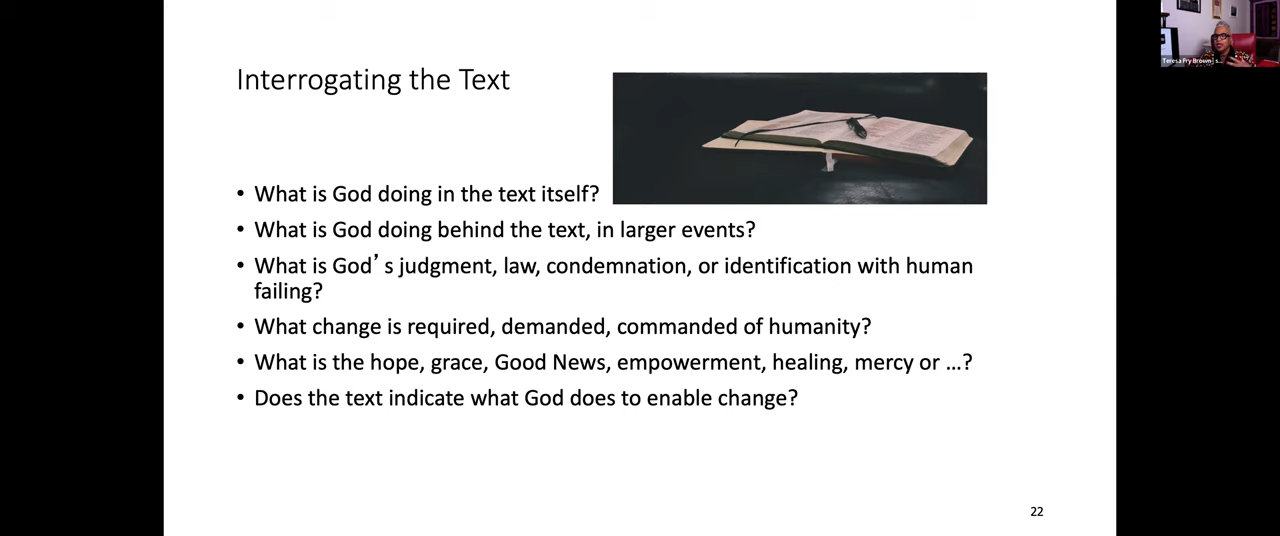 Interrogating the Text
• What is God doing in the text itself?
• What is God doing behind the text, in larger events?
• What is God’ s judgment, law, condemnation, or identification with human
failing?
• What change is required, demanded, commanded of humanity?
• What is the hope, grace, Good News, empowerment, healing, mercy or …?
• Does the text indicate what God does to enable change?
22
Teresa Fry Brown